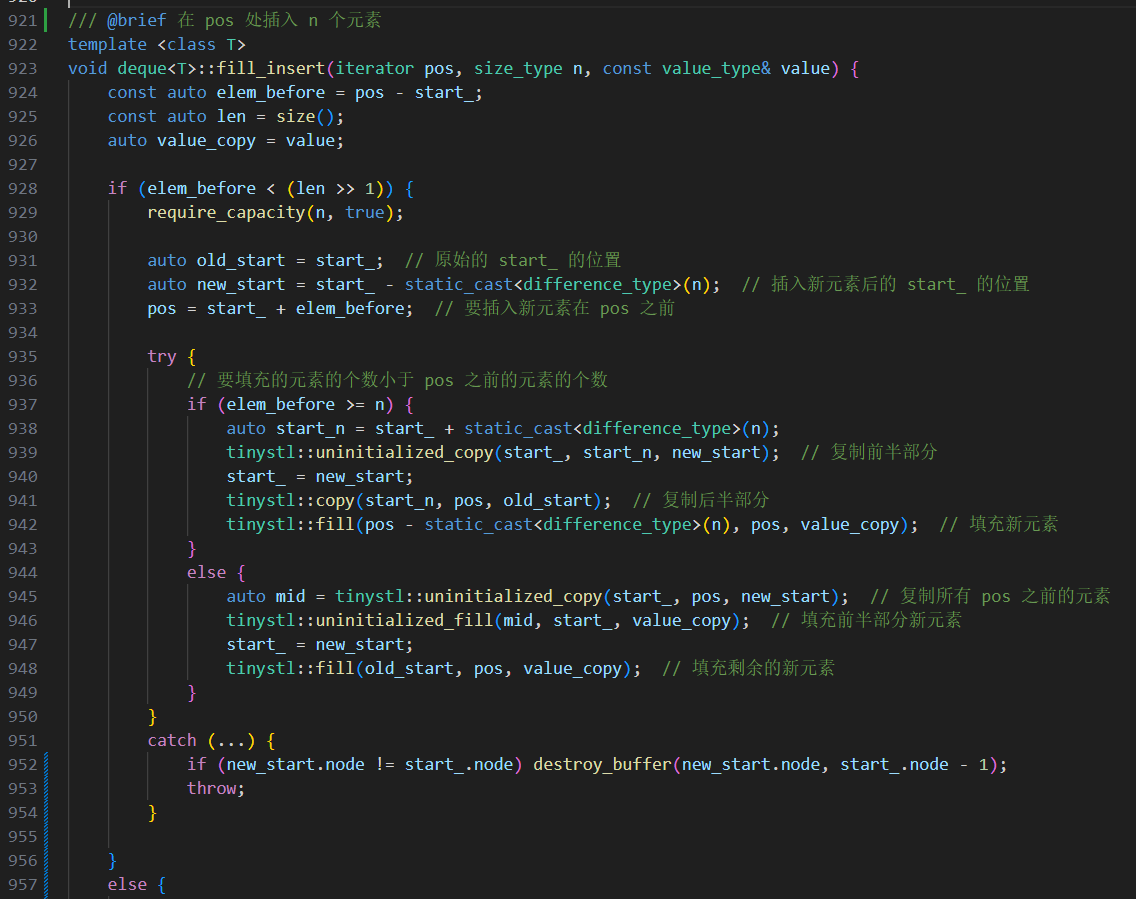 921 /// @brief 在 pos 处插入 n 个元素
922 template <class T>
923 void deque<T>::fill_insert(iterator pos, size_type n, const value_type& value) {
924     const auto elem_before = pos - start_;
925     const auto len = size();
926     auto value_copy = value;
927
928     if (elem_before < (len >> 1)) {
929         require_capacity(n, true);
930
931         auto old_start = start_;  // 原始的 start_ 的位置
932         auto new_start = start_ - static_cast<difference_type>(n);  // 插入新元素后的 start_ 的位置
933         pos = start_ + elem_before;  // 要插入新元素在 pos 之前
934
935         try {
936             // 要填充的元素的个数小于 pos 之前的元素的个数
937             if (elem_before >= n) {
938                 auto start_n = start_ + static_cast<difference_type>(n);
939                 tinystl::uninitialized_copy(start_, start_n, new_start);  // 复制前半部分
940                 start_ = new_start;
941                 tinystl::copy(start_n, pos, old_start);  // 复制后半部分
942                 tinystl::fill(pos - static_cast<difference_type>(n), pos, value_copy);  // 填充新元素
943             }
944             else {
945                 auto mid = tinystl::uninitialized_copy(start_, pos, new_start);  // 复制所有 pos 之前的元素
946                 tinystl::uninitialized_fill(mid, start_, value_copy);  // 填充前半部分新元素
947                 start_ = new_start;
948                 tinystl::fill(old_start, pos, value_copy);  // 填充剩余的新元素
949             }
950         }
951         catch (...) {
952             if (new_start.node != start_.node) destroy_buffer(new_start.node, start_.node - 1);
953             throw;
954         }
955
956     }
957     else {